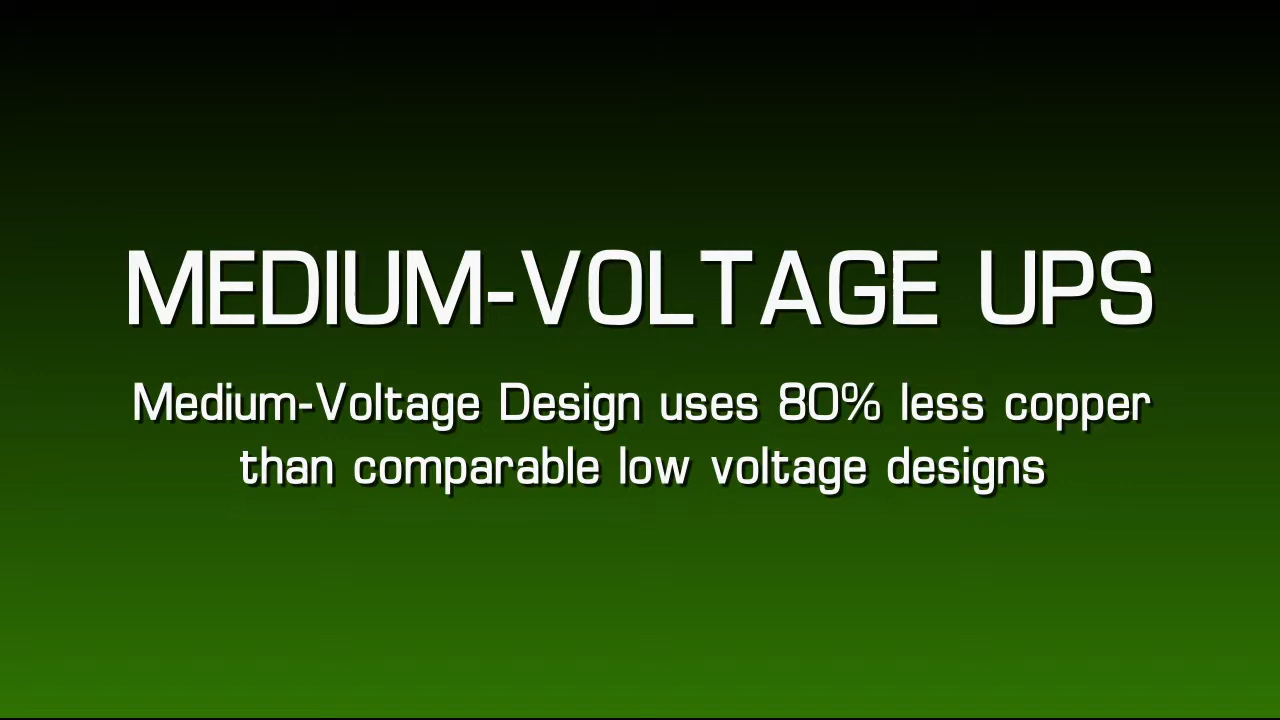 MEDIUM-VOLTAGE UPS
Medium-Voltage Design uses 80% less copper
than comparable low voltage designs